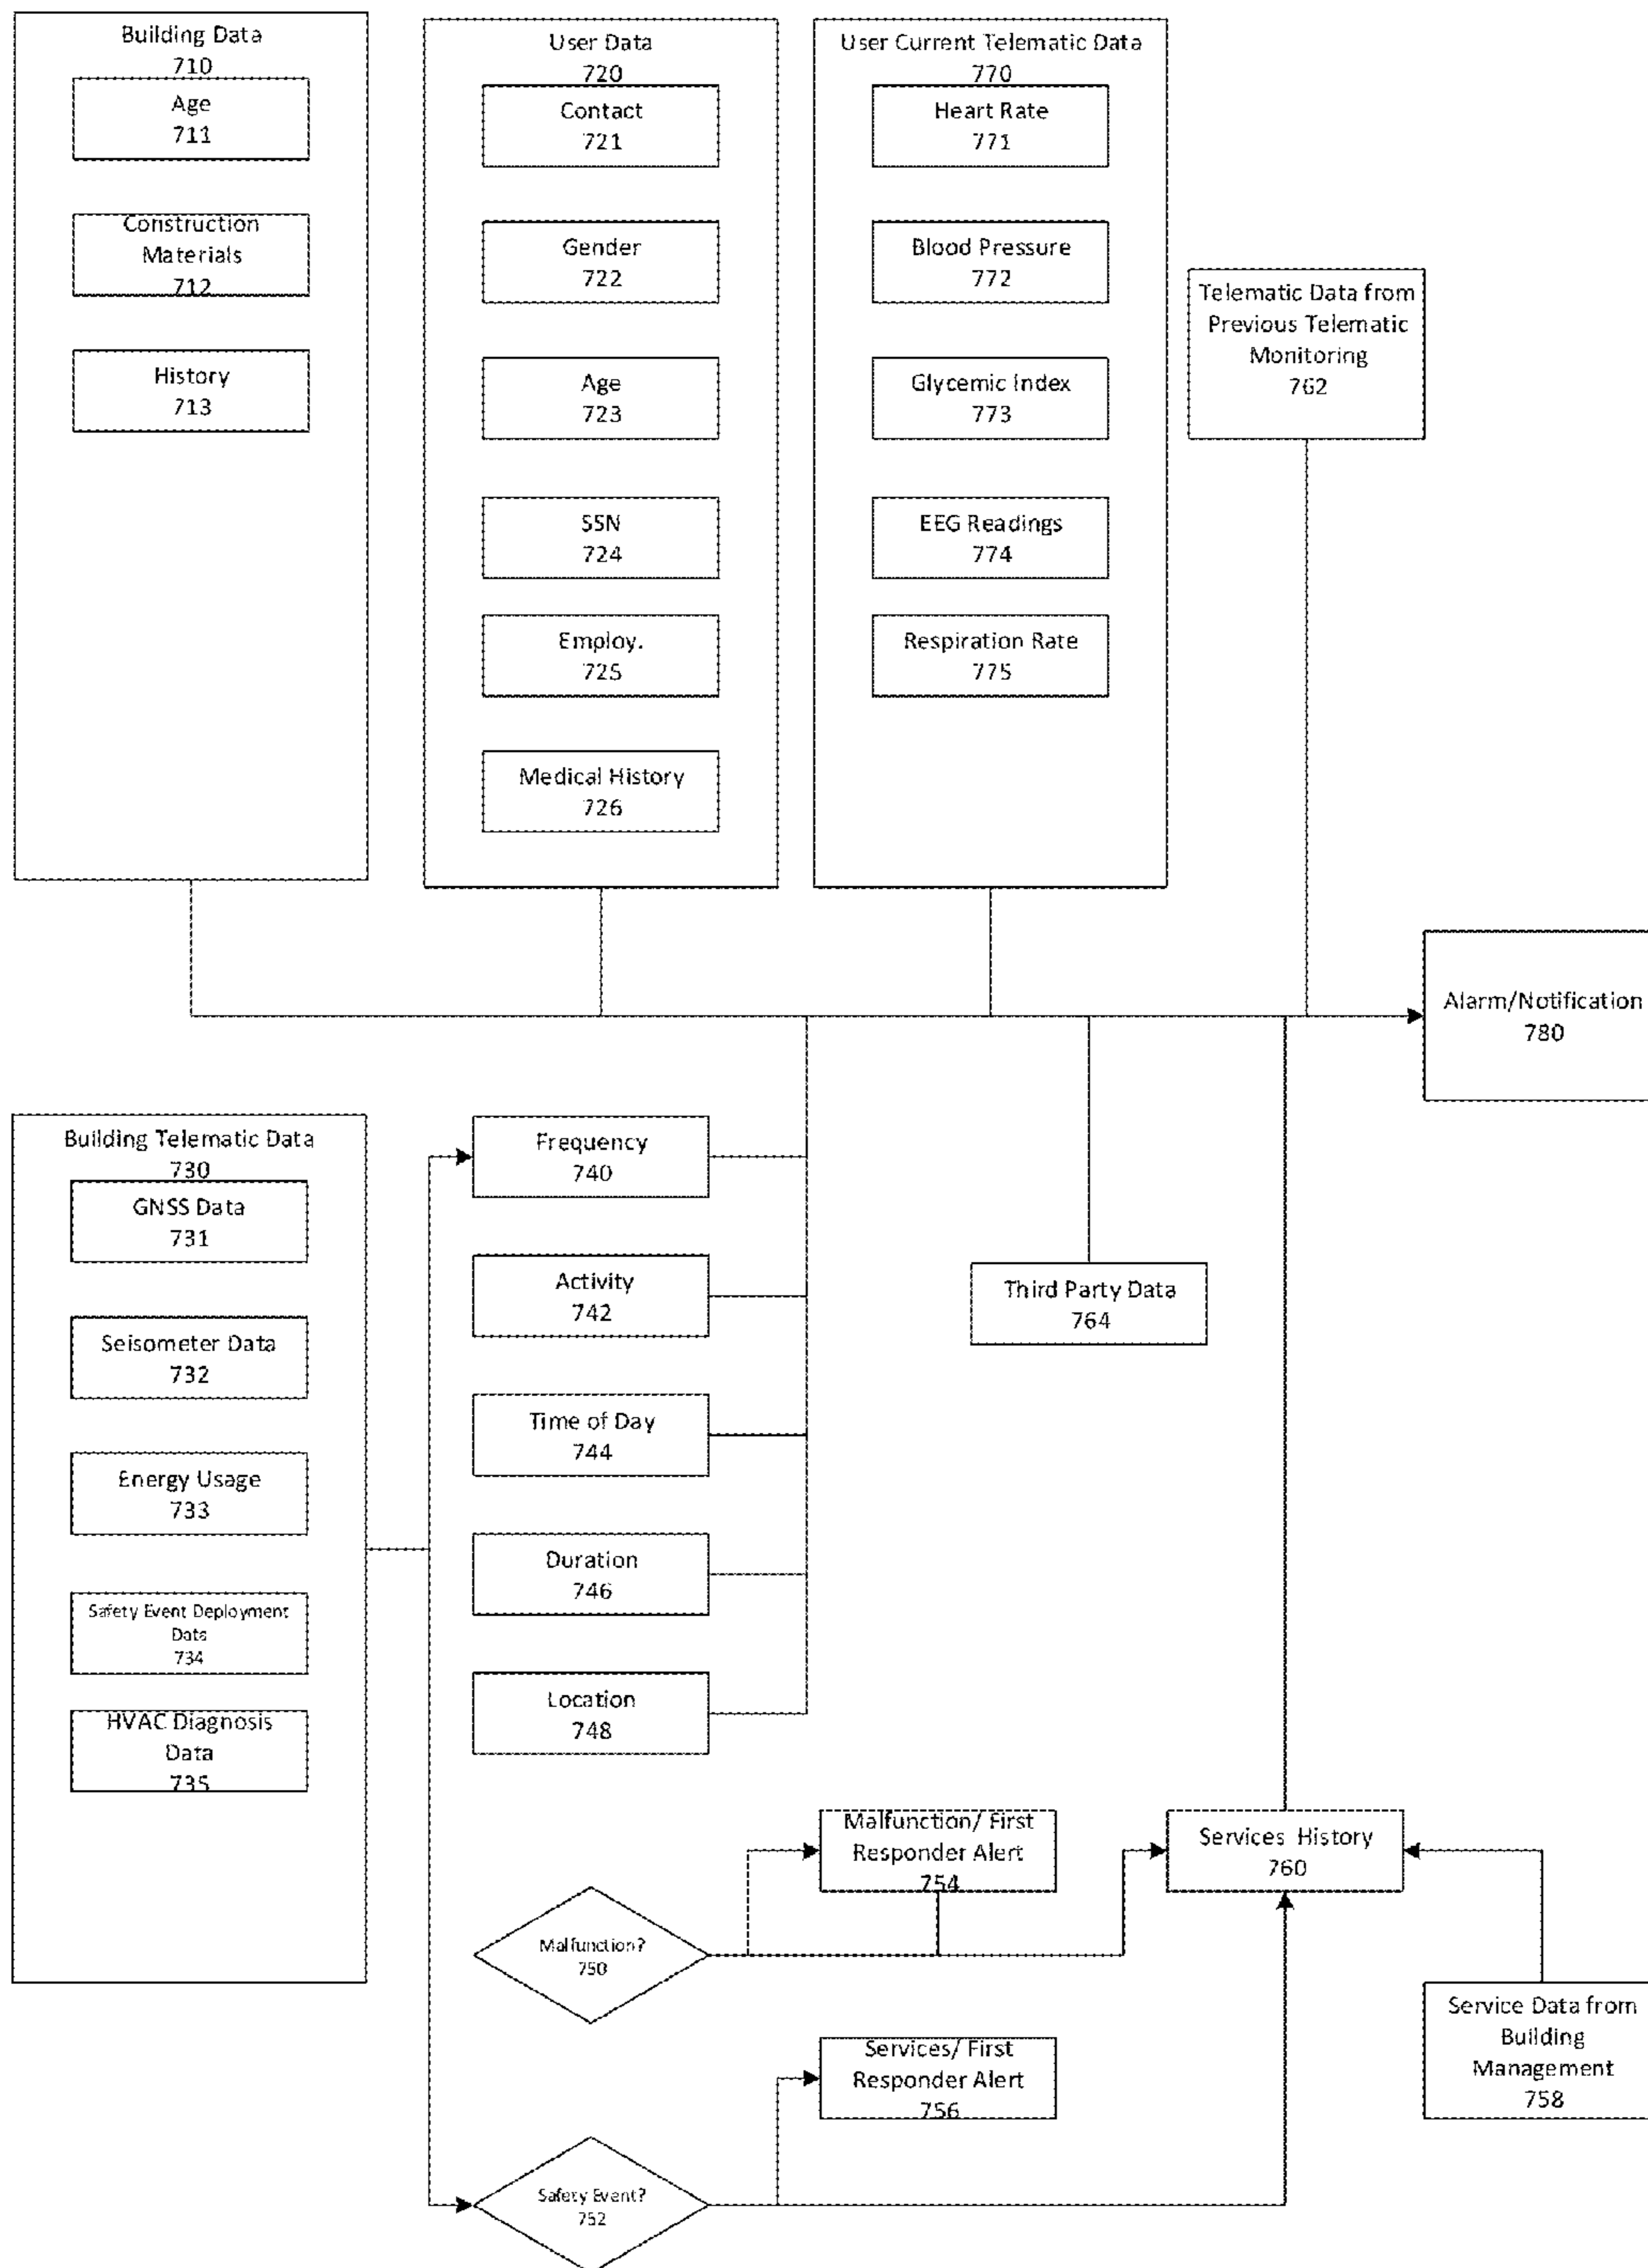 Building Data
710
Age
711
Construction
Materials
712
History
713
User Data
720
Contact
721
Gender
722
Age
723
SSN
724
Employ.
725
Medical History
726
User Current Telematic Data
770
Heart Rate
771
Blood Pressure
772
Glycemic Index
773
EEG Readings
774
Respiration Rate
775
Telematic Data from
Previous Telematic
Monitoring
762
Alarm/Notification
780
Building Telematic Data
730
GNSS Data
731
Seisometer Data
732
Energy Usage
733
Safety Event Deployment
Data
734
HVAC Diagnosis
Data
735
Frequency
740
Activity
742
Time of Day
744
Duration
746
Location
748
Third Party Data
764
Malfunction?
750
Malfunction/ First
Responder Alert
754
Services History
760
Safety Event?
752
Services/ First
Responder Alert
756
Service Data from
Building
Management
758